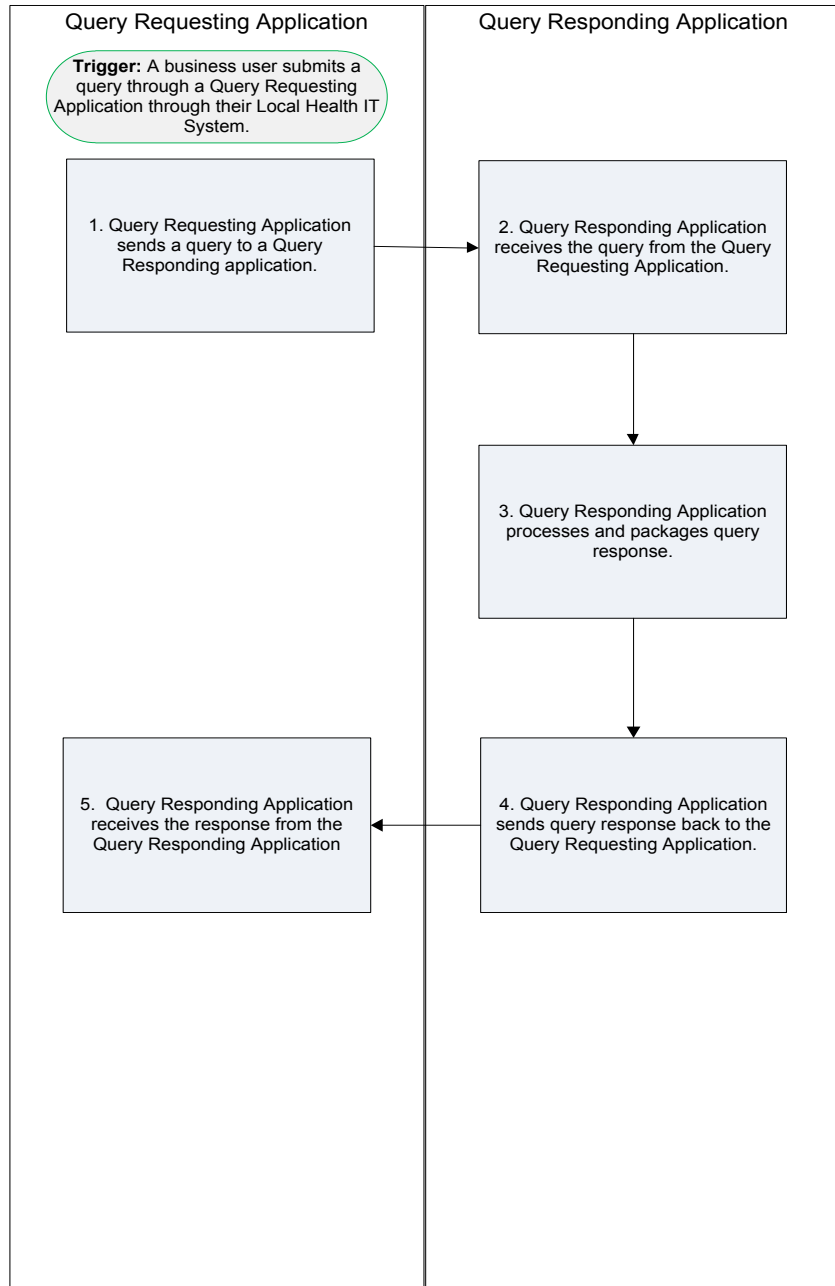 Query Requesting Application
Query Responding Application
Trigger: A business user submits a
query through a Query Requesting
Application through their Local Health IT
System.
1. Query Requesting Application
sends a query to a Query
Responding application.
2. Query Responding Application
receives the query from the Query
Requesting Application.
3. Query Responding Application
processes and packages query
response.
5.  Query Responding Application
receives the response from the
Query Responding Application
4. Query Responding Application
sends query response back to the
Query Requesting Application.